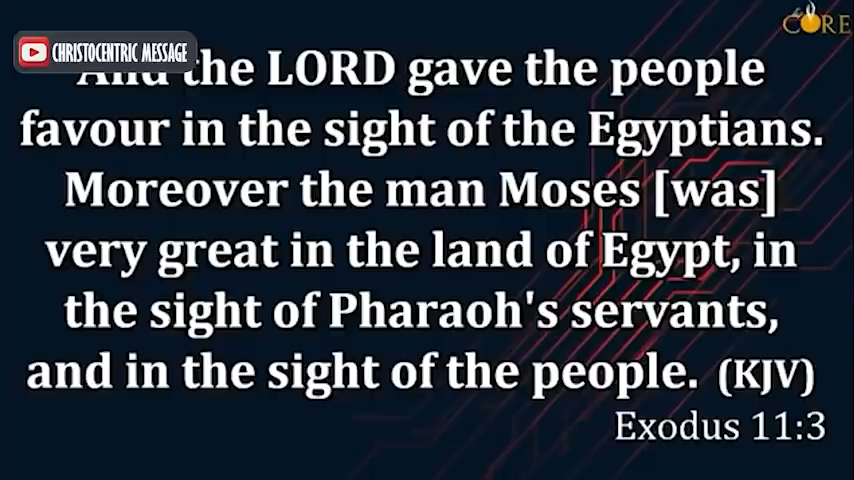 CORE
CHRISTOCENTRIC MESSAGE
And the LORD gave the people
favour in the sight of the Egyptians.
Moreover the man Moses [was]
very great in the land of Egypt, in
the sight of Pharaoh's servants,
and in the sight of the people. (KJV)
Exodus 11:3